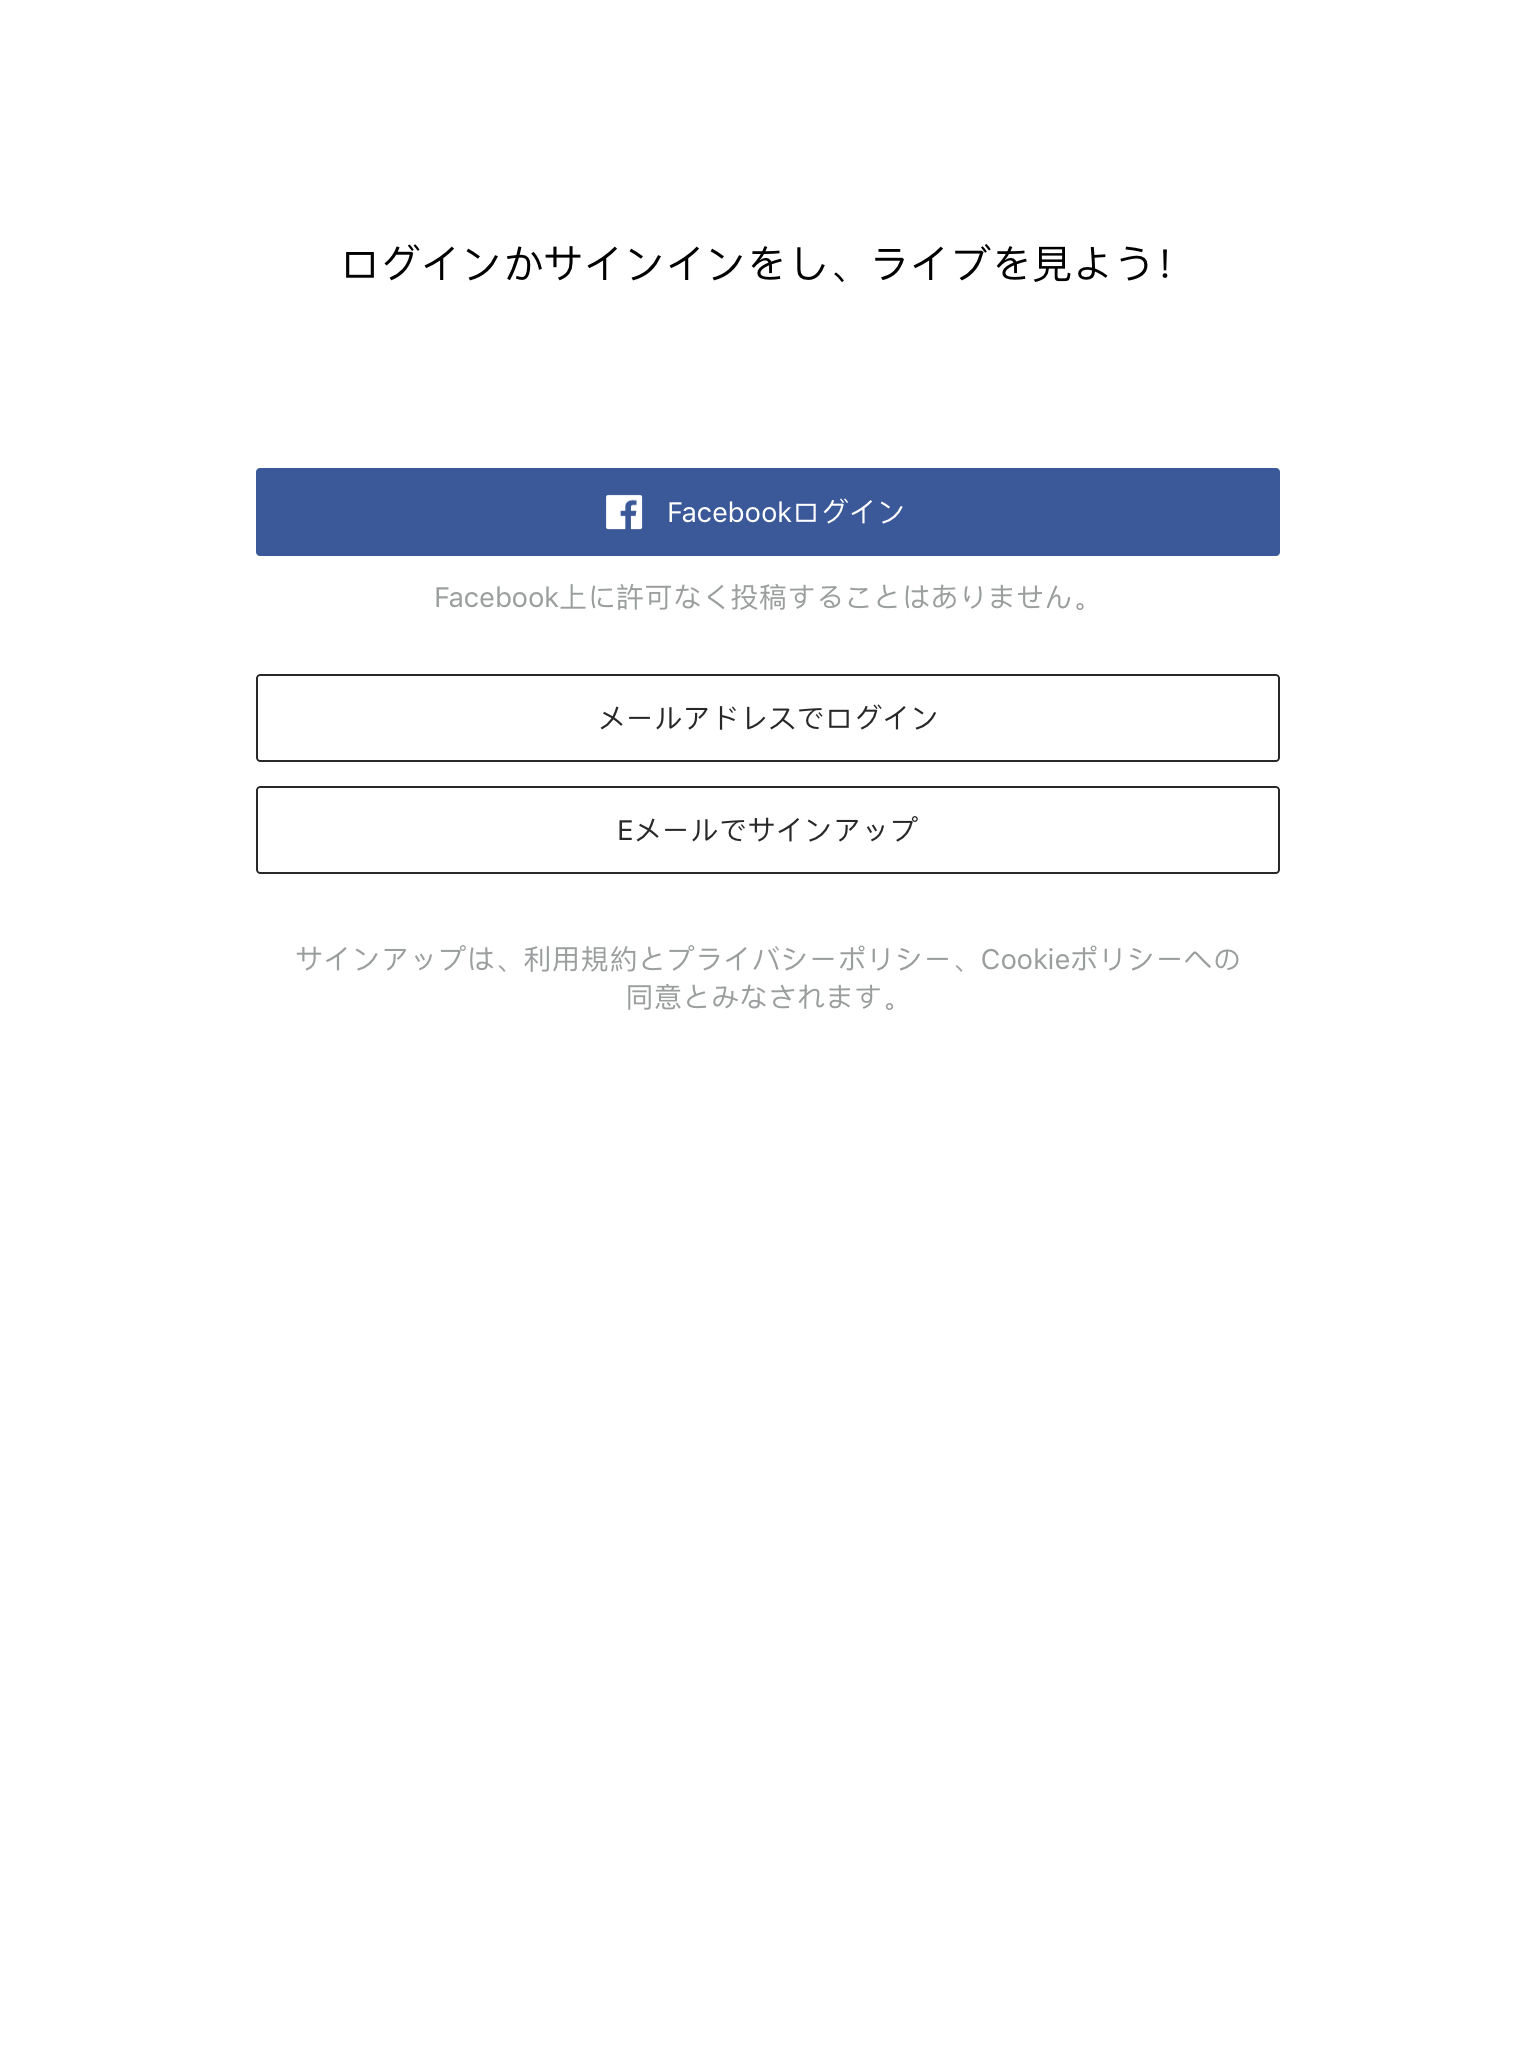 ログインかサインインをし、ライブを見よう!
Facebookログイン
Facebook上に許可なく投稿することはありません。
メールアドレスでログイン
Eメールでサインアップ
サインアップは、利用規約とプライバシーポリシー、Cookieポリシーへの
同意とみなされます。